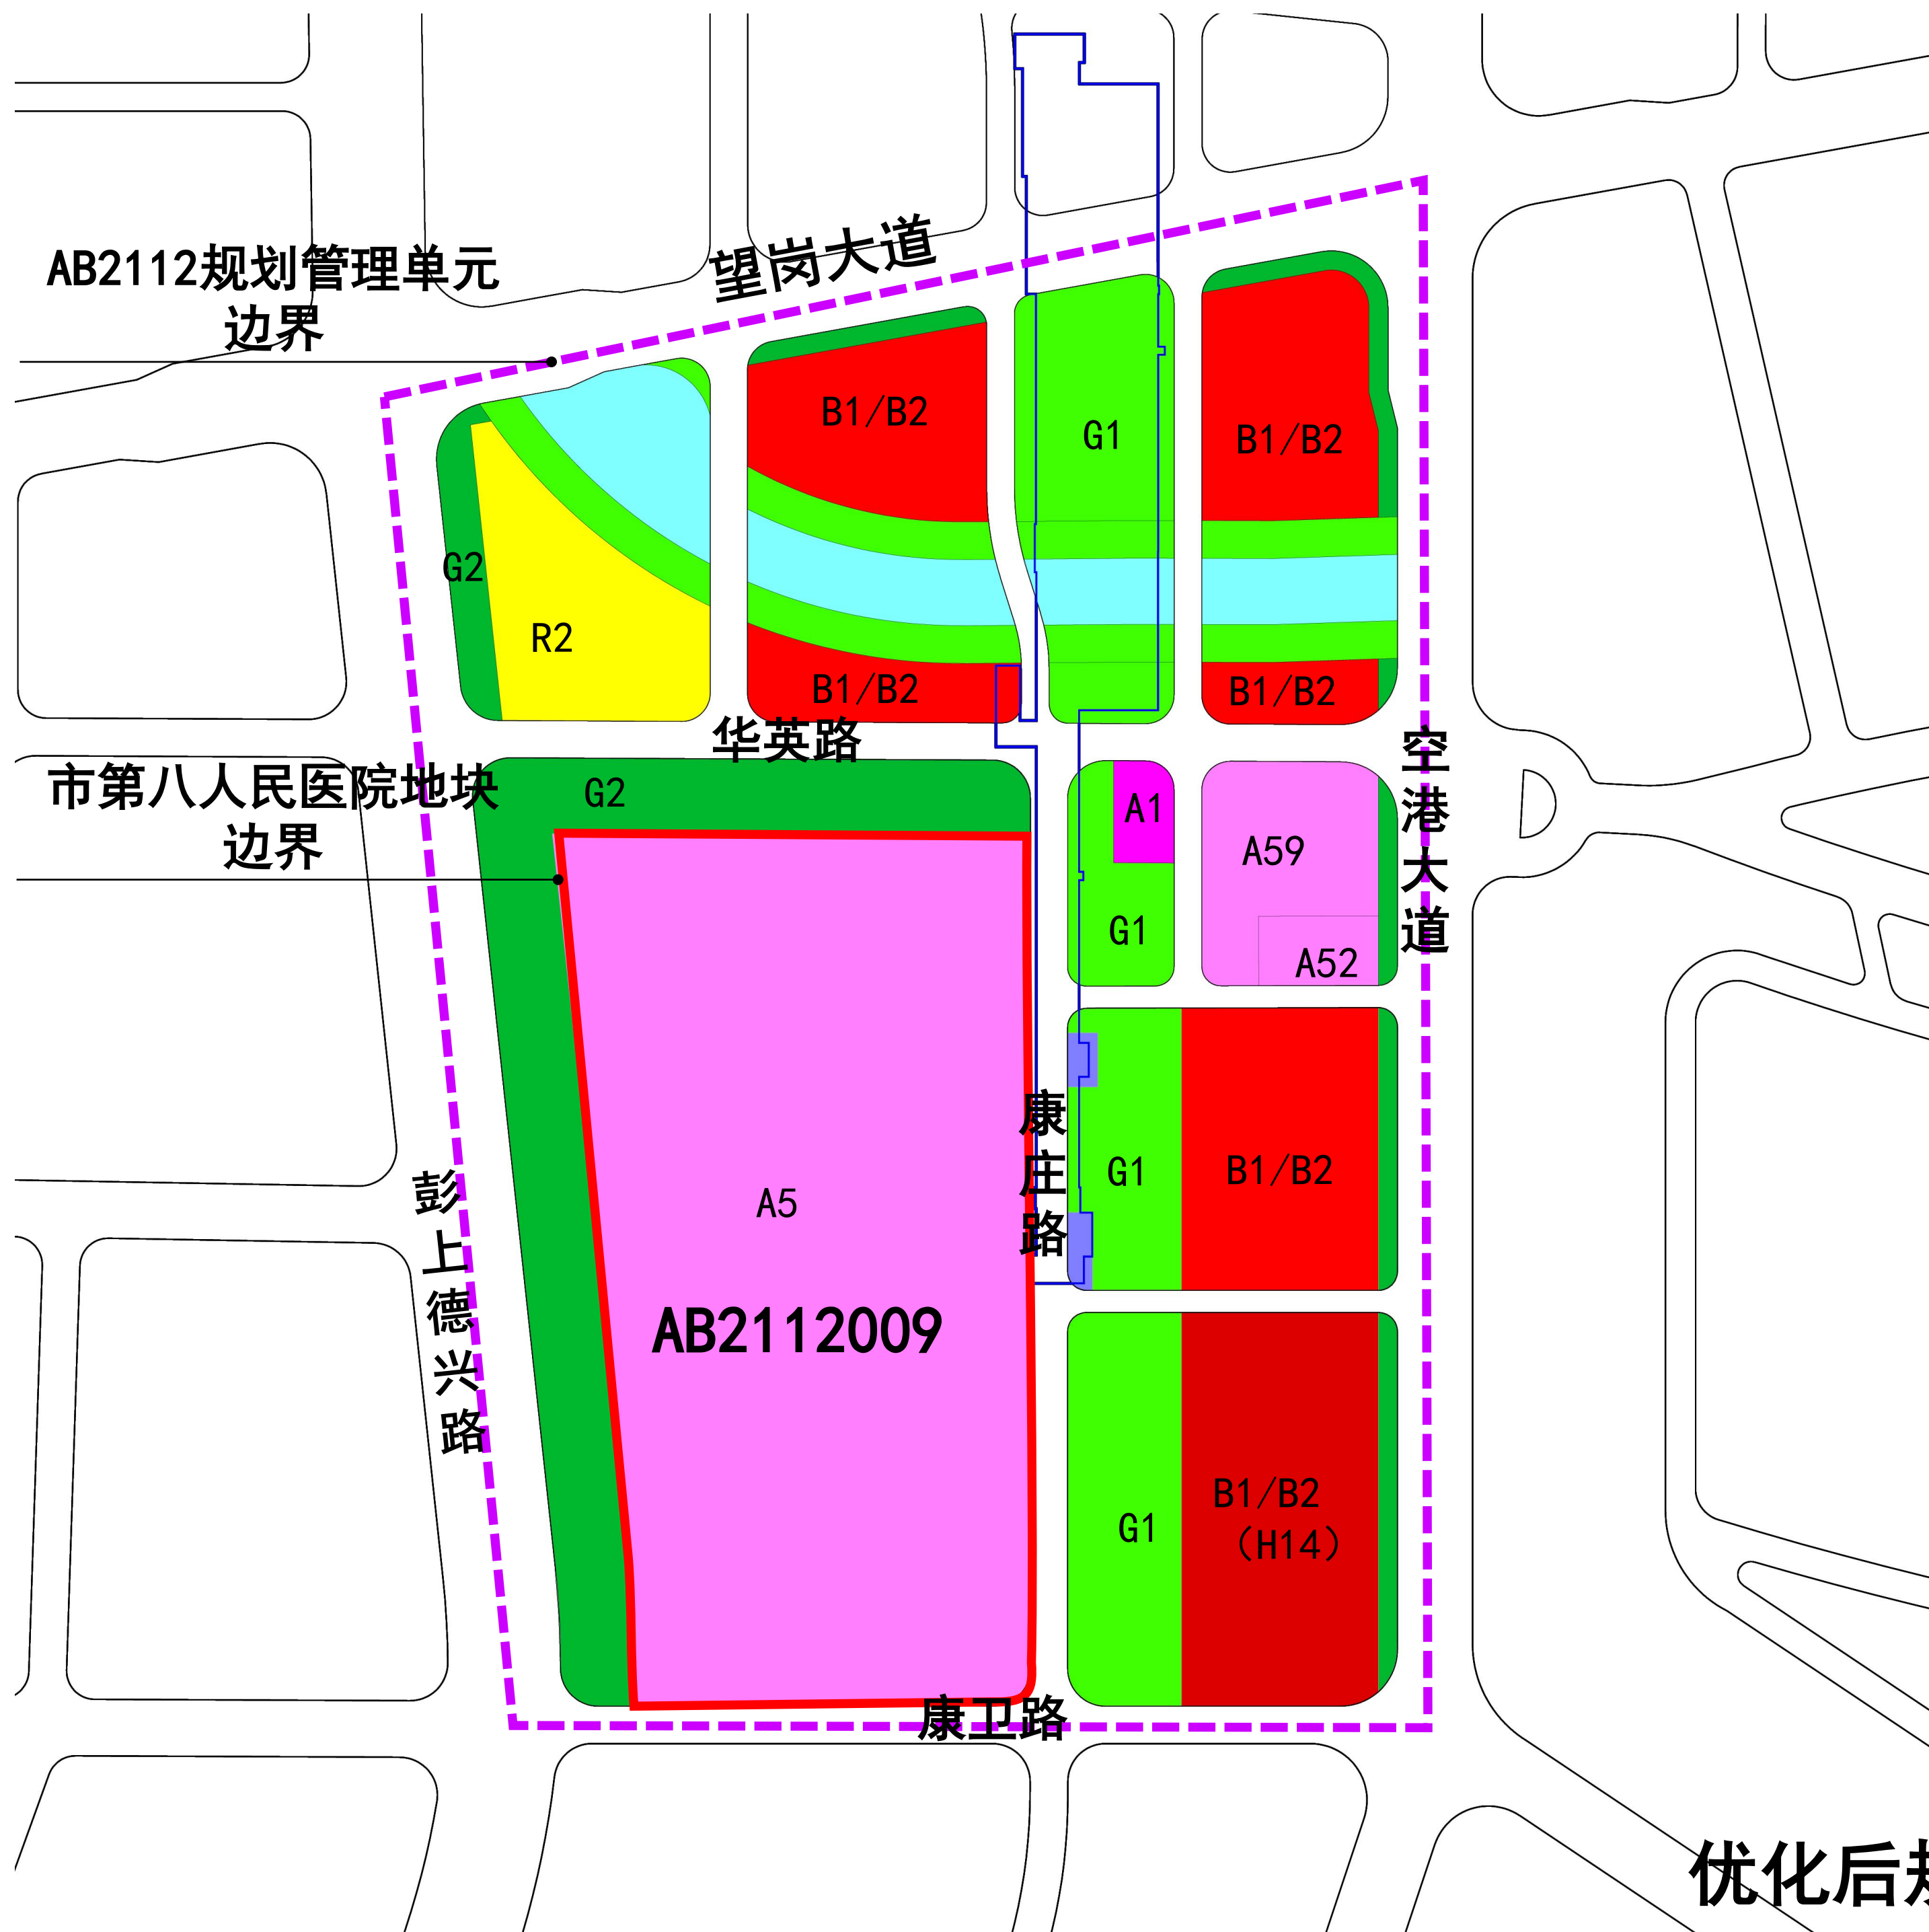 望岗大道
AB2112规划管理单元
边界
B1/B2
G1
B1/B2
G2
R2
B1/B2
B1/B2
华英路
空港大道
市第八人民医院地块
边界
G2
A1
A59
G1
A52
康庄路
G1
B1/B2
彭上德兴路
A5
AB2112009
B1/B2
(H14)
G1
康卫路
优化后